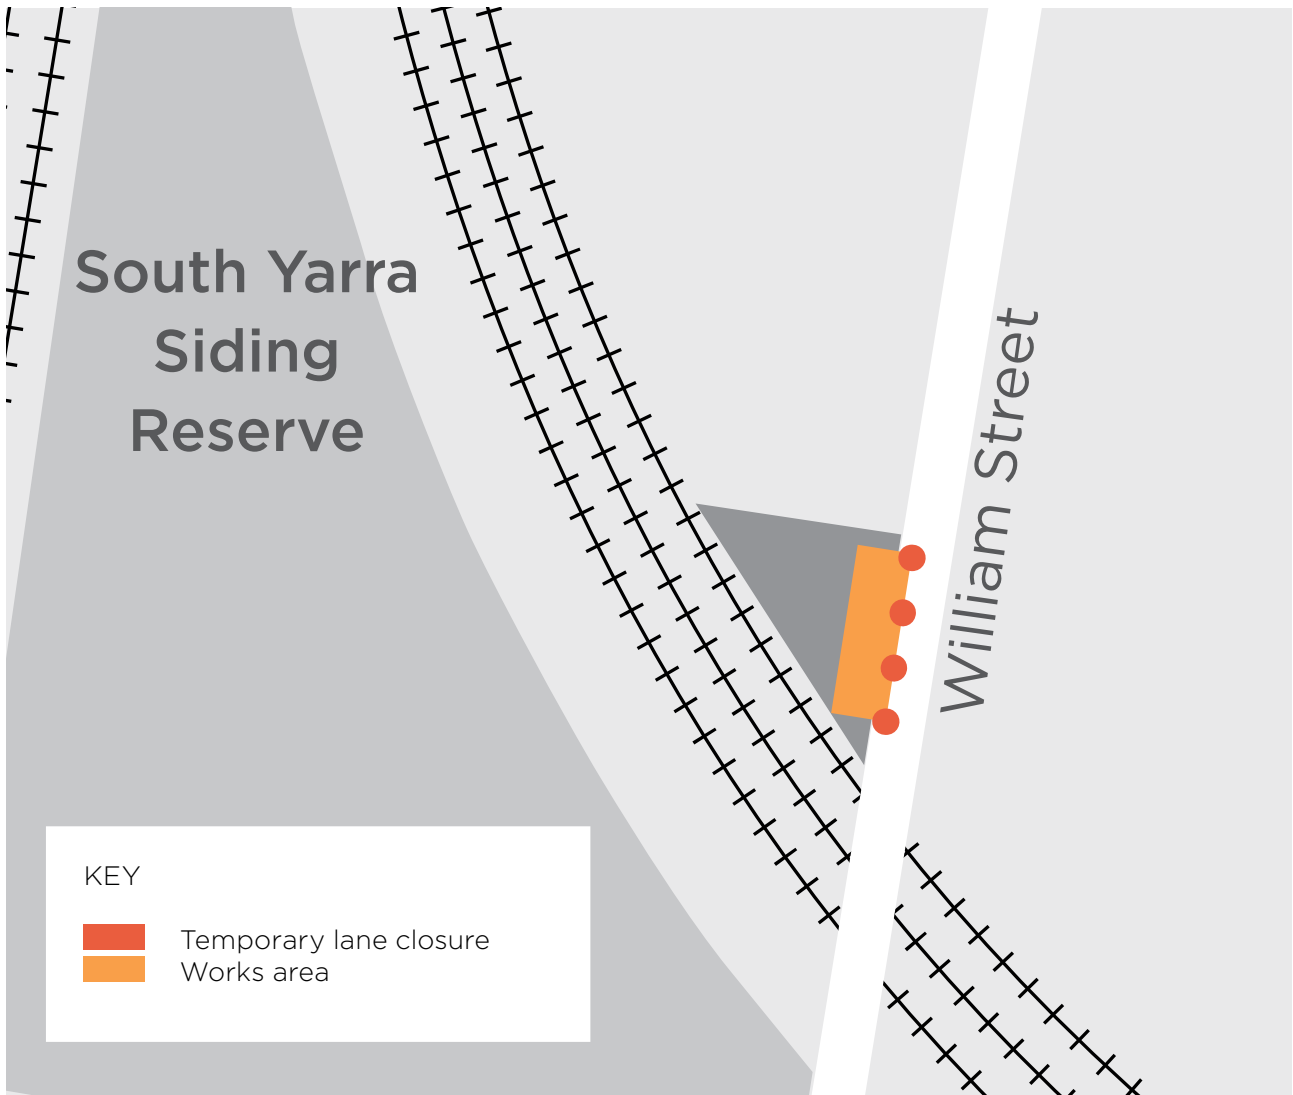 South Yarra
Siding
Reserve
William Street
KEY
Temporary lane closure
Works area